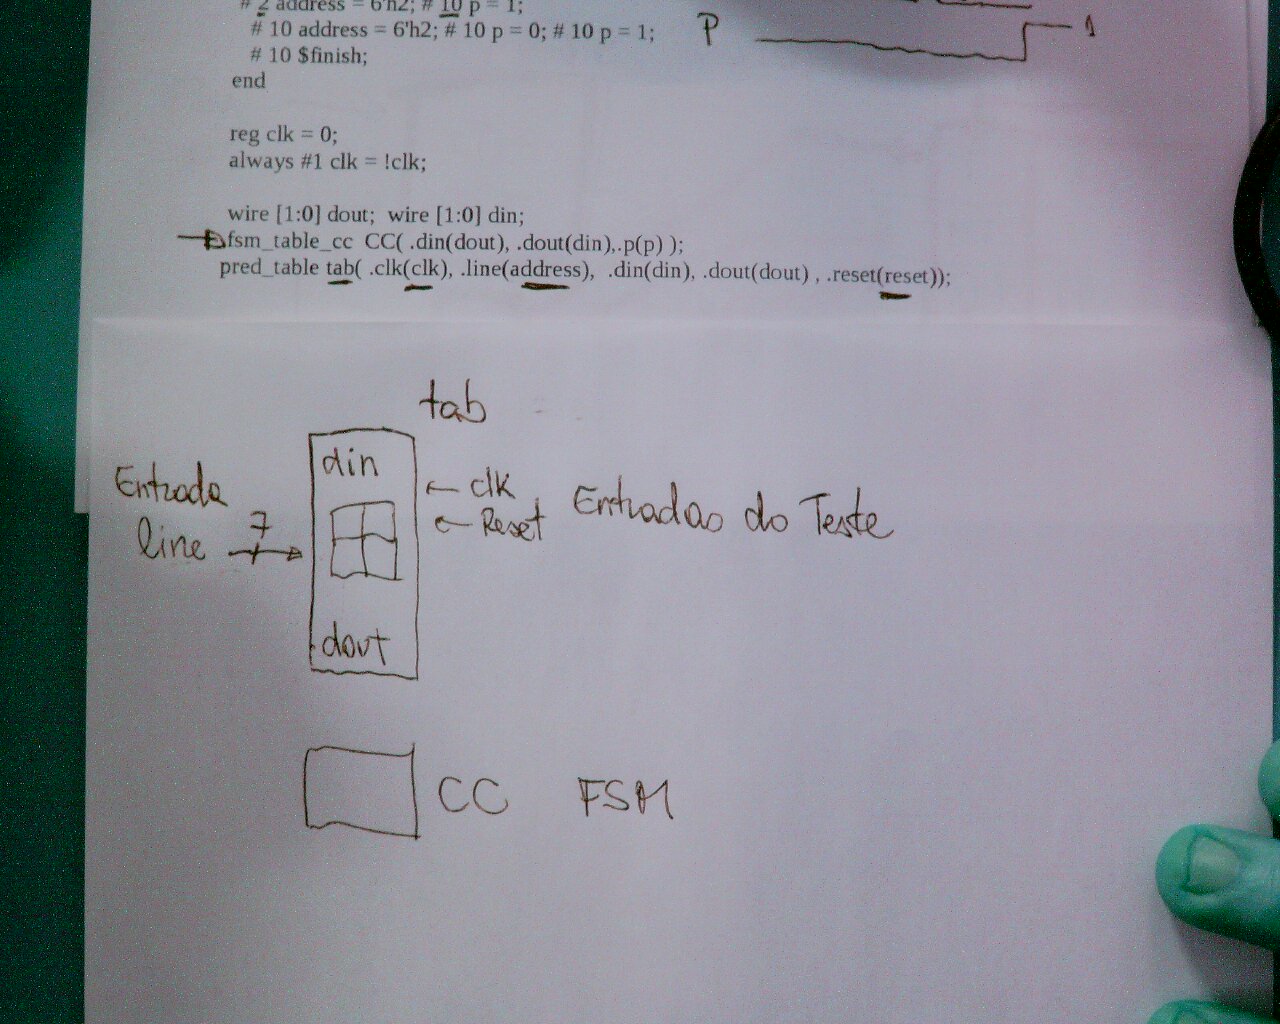 # 2 address = 6'h2; # 10 p = 1;
# 10 address = 6'h2; # 10 p = 0; # 10 p = 1;
P
1
# 10 $finish;
end
reg clk = 0;
always #1 clk = !clk;
wire [1:0] dout; wire [1:0] din;
fsm_table_cc CC( .din(dout), .dout(din),.p(p) );
pred_table tab( .clk(clk), .line(address), .din(din), .dout(dout) , .reset(reset));
tab
din
Entrada
line
7
← clk
← Reset
Entradas do Teste
dout
CC
FSM